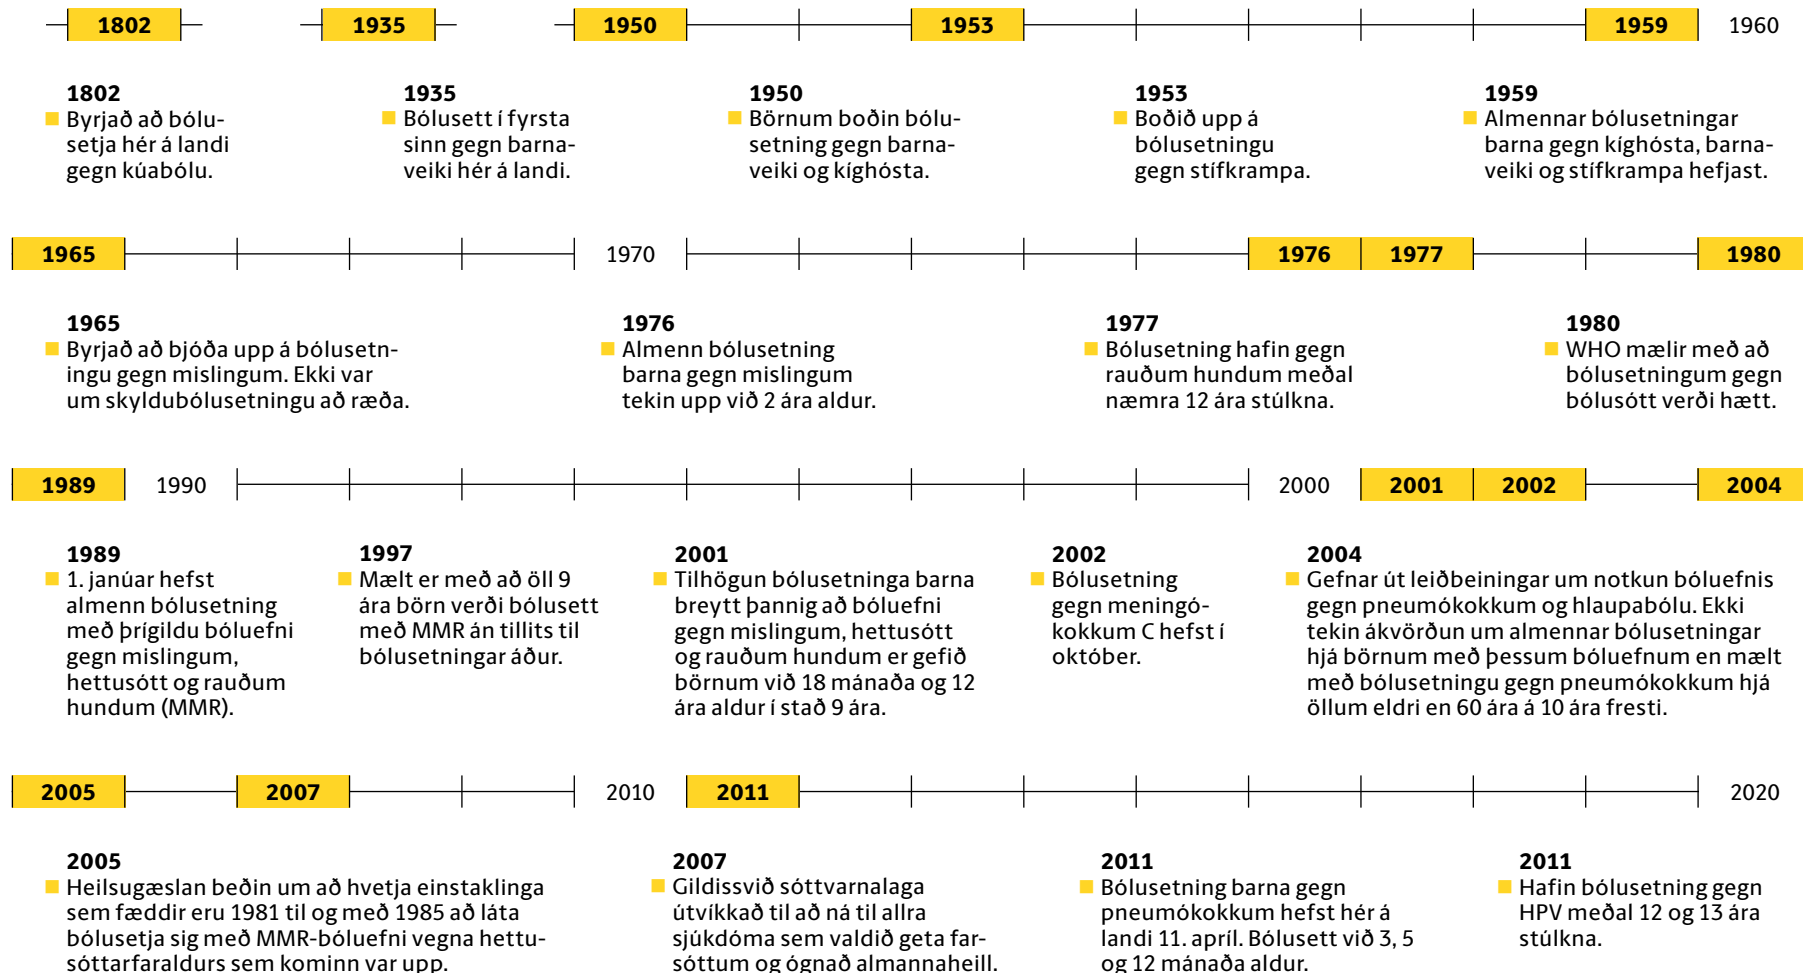 1802 1935 1950 1953 1959 1960
1802
Byrjað að bólu-
setja hér á landi
gegn kúabólu.
1935
Bólusett í fyrsta
sinn gegn barna-
veiki hér á landi.
1950
Börnum boðin bólu-
setning gegn barna-
veiki og kíghósta.
1953
Boðið upp á
bólusetningu
gegn stífkrampa.
1959
Almennar bólusetningar
barna gegn kíghósta, barna-
veiki og stífkrampa hefjast.
1965 1970 1976 1977 1980
1965
Byrjað að bjóða upp á bólusetn-
ingu gegn mislingum. Ekki var
um skyldubólusetningu að ræða.
1976
Almenn bólusetning
barna gegn mislingum
tekin upp við 2 ára aldur.
1977
Bólusetning hafin gegn
rauðum hundum meðal
næmra 12 ára stúlkna.
1980
WHO mælir með að
bólusetningum gegn
bólusótt verði hætt.
1989 1990 2000 2001 2002 2004
1989
1. janúar hefst
almenn bólusetning
með þrígildu bóluefni
gegn mislingum,
hettusótt og rauðum
hundum (MMR).
1997
Mælt er með að öll 9
ára börn verði bólusett
með MMR án tillits til
bólusetningar áður.
2001
Tilhögun bólusetninga barna
breytt þannig að bóluefni
gegn mislingum, hettusótt
og rauðum hundum er gefið
börnum við 18 mánaða og 12
ára aldur í stað 9 ára.
2002
Bólusetning
gegn meningó-
kokkum C hefst í
október.
2004
Gefnar út leiðbeiningar um notkun bóluefnis
gegn pneumókokkum og hlaupabólu. Ekki
tekin ákvörðun um almennar bólusetningar
hjá börnum með þessum bóluefnum en mælt
með bólusetningu gegn pneumókokkum hjá
öllum eldri en 60 ára á 10 ára fresti.
2005 2007 2010 2011 2020
2005
Heilsugæslan beðin um að hvetja einstaklinga
sem fæddir eru 1981 til og með 1985 að láta
bólusetja sig með MMR-bóluefni vegna hettu-
sóttarfaraldurs sem kominn var upp.
2007
Gildissvið sóttvarnalaga
útvíkkað til að ná til allra
sjúkdóma sem valdið geta far-
sóttum og ógnað almannaheill.
2011
Bólusetning barna gegn
pneumókokkum hefst hér á
landi 11. apríl. Bólusett við 3, 5
og 12 mánaða aldur.
2011
Hafin bólusetning gegn
HPV meðal 12 og 13 ára
stúlkna.